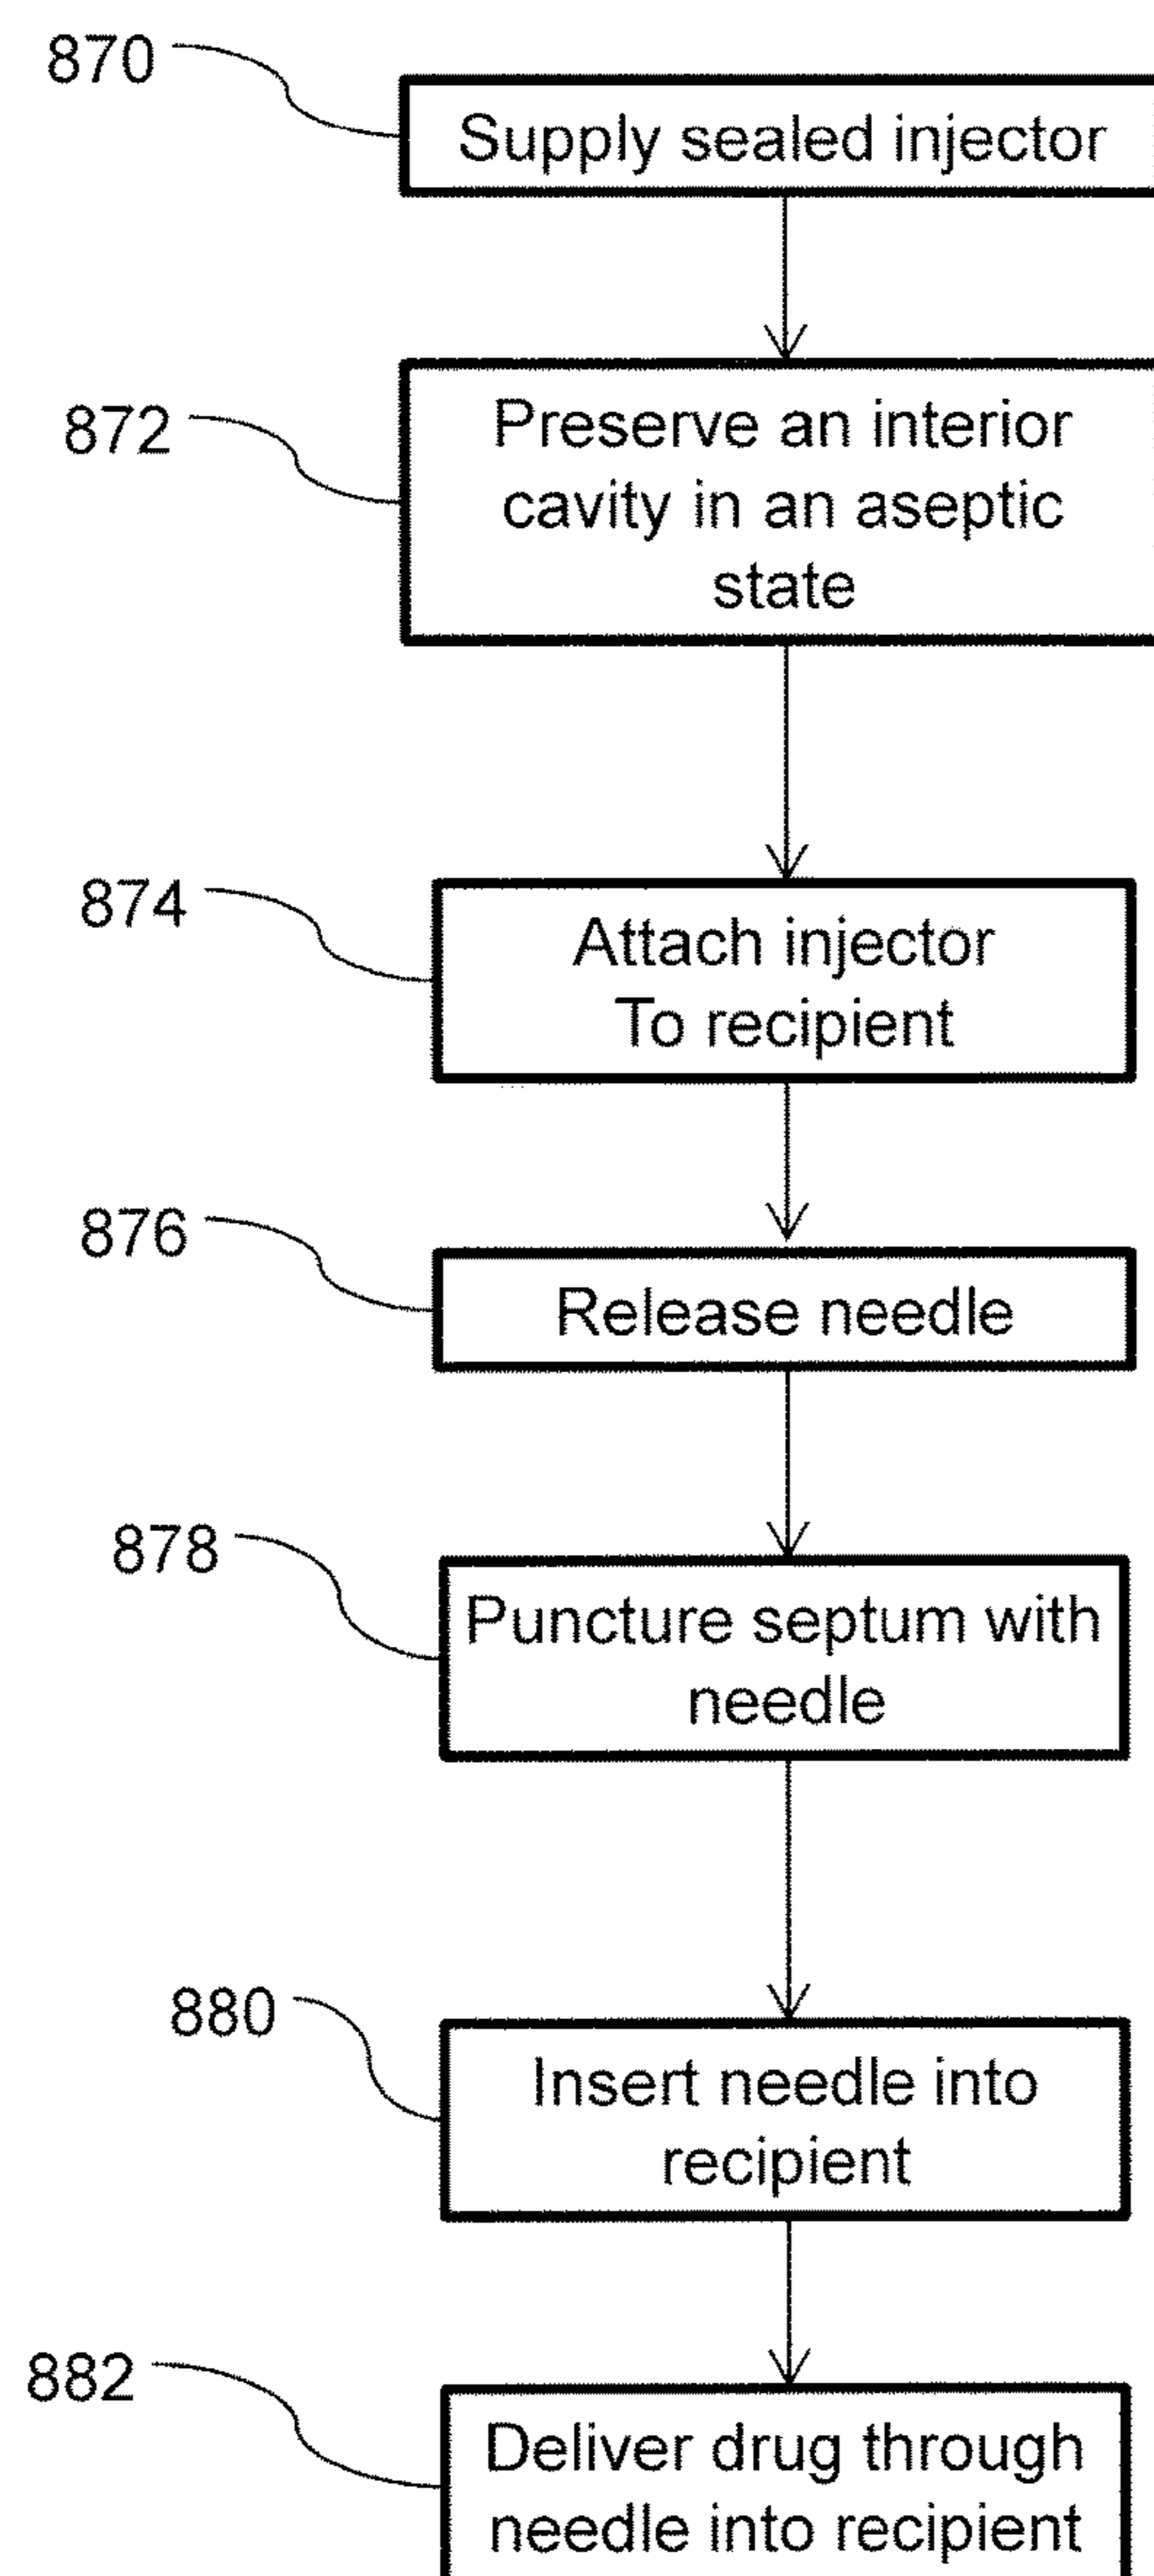 870
Supply sealed injector
872
Preserve an interior
cavity in an aseptic
state
874
Attach injector
To recipient
876
Release needle
878
Puncture septum with
needle
880
Insert needle into
recipient
882
Deliver drug through
needle into recipient